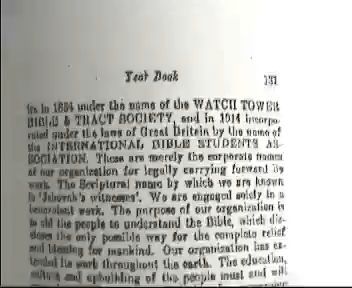 Year Book 131
in 1884 under the name of the WATCH TOWER
BIBLE & TRACT SOCIETY, and in 1914 incorpo-
rated under the laws of Great Britain by the name of
the INTERNATIONAL BIBLE STUDENTS AS-
SOCIATION. These are merely the corporate names
of our organization for legally carrying forward its
work. The Scriptural name by which we are known
is 'Jehovah's witnesses'. We are engaged solely in a
benevolent work. The purpose of our organization is
to aid the people to understand the Bible, which dis-
closes the only possible way for the complete relief
and blessing for mankind. Our organization has ex-
tended its work throughout the earth. The education,
culture and upbuilding of the people must and will